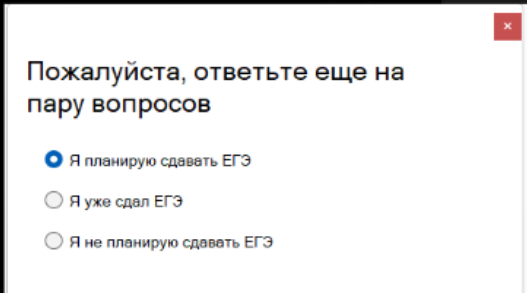 Пожалуйста, ответьте еще на
пару вопросов
Я планирую сдавать ЕГЭ
Я уже сдал ЕГЭ
Я не планирую сдавать ЕГЭ